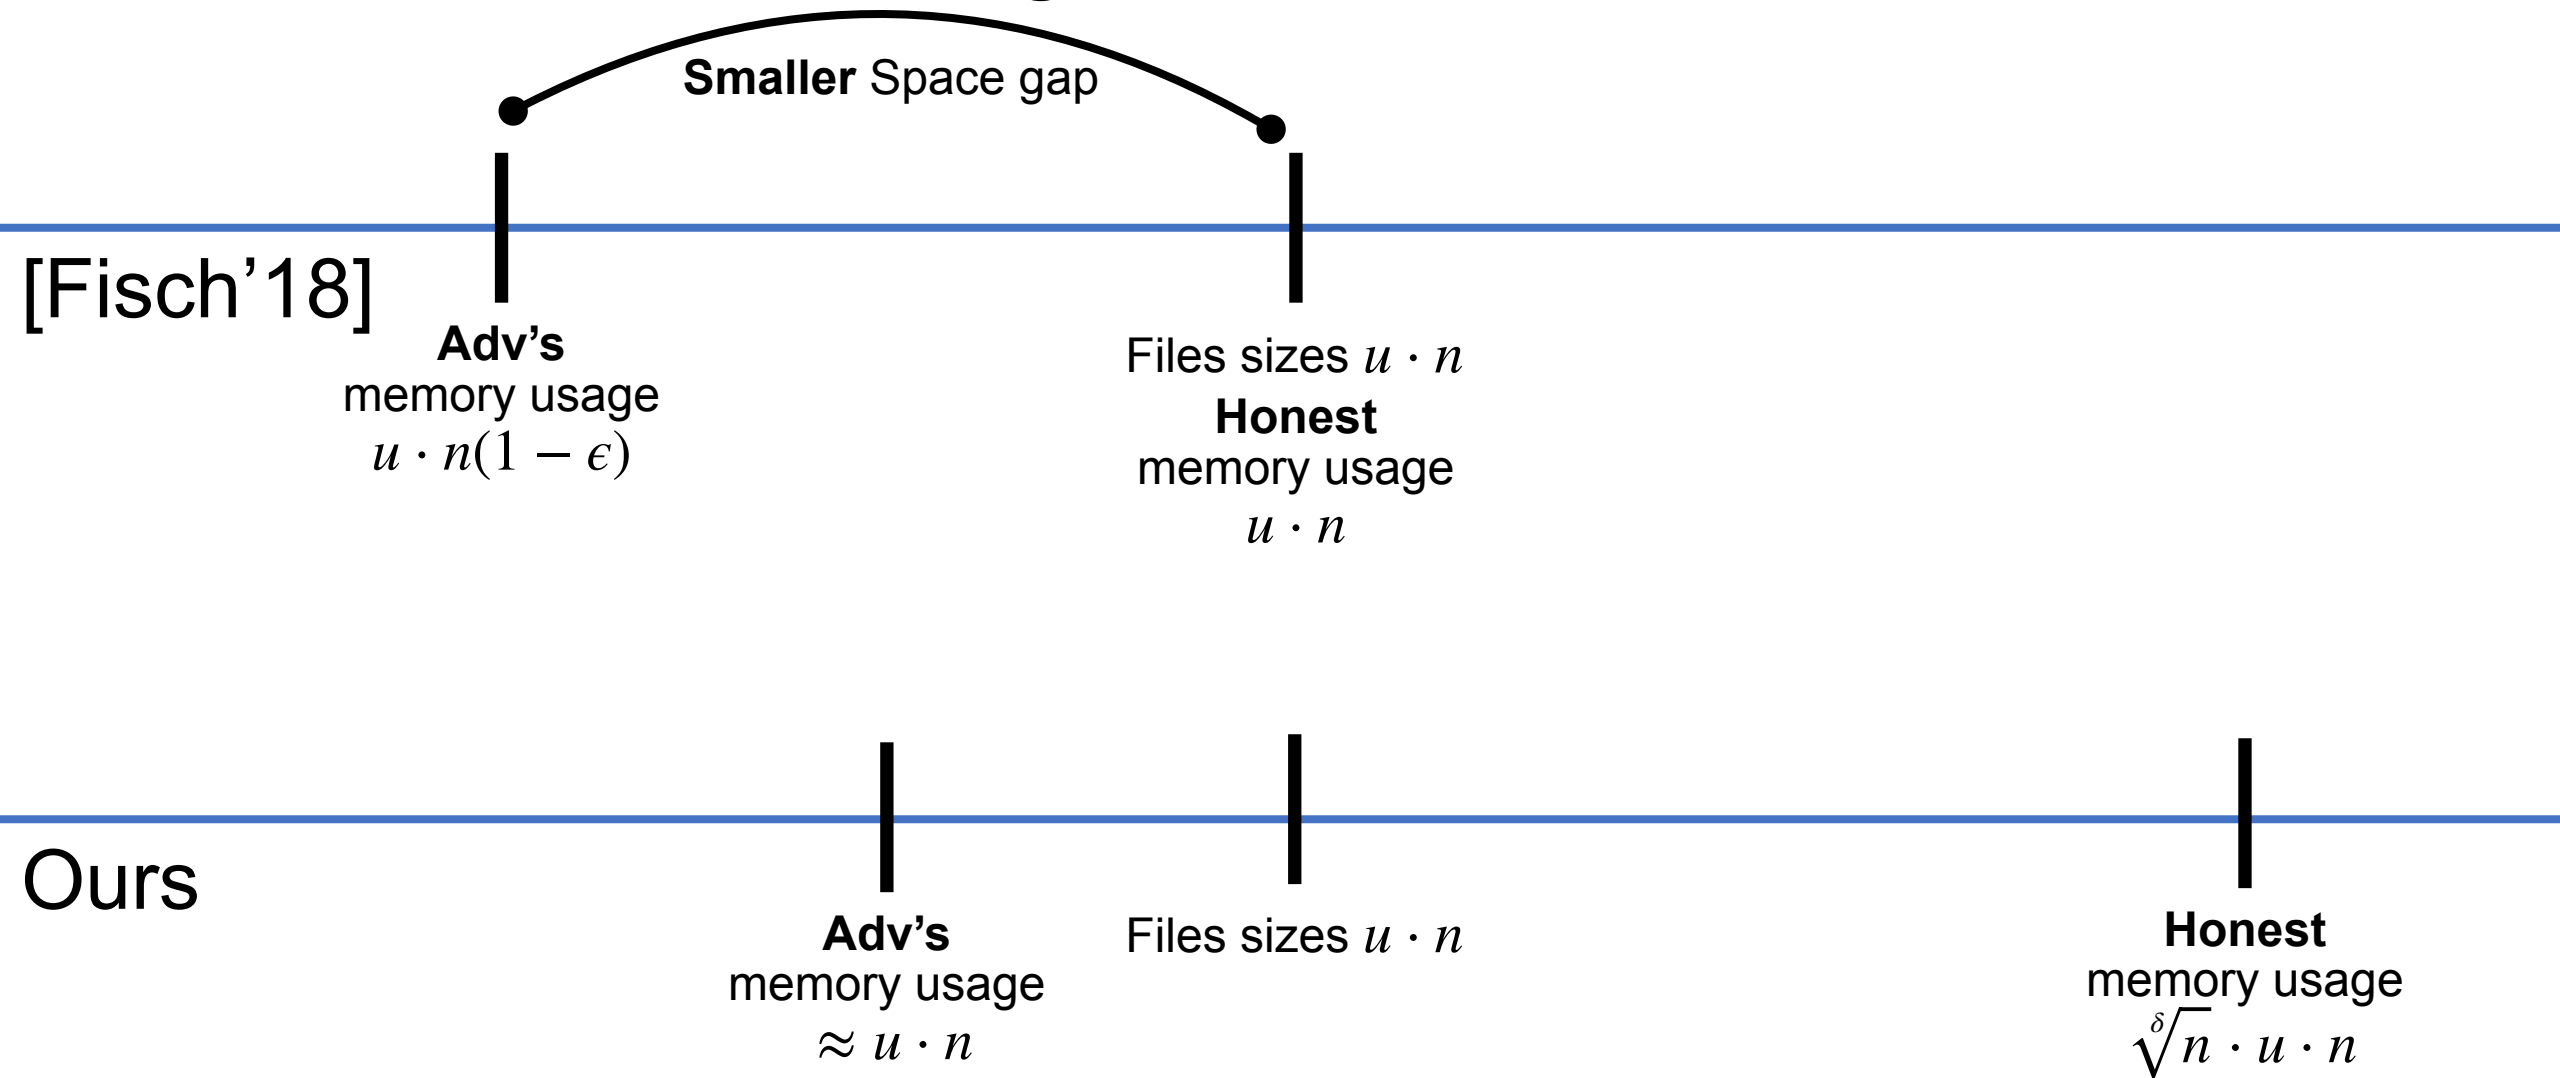 Smaller Space gap
[Fisch’18]
Adv’s
memory usage
u · n(1 − ϵ)
Files sizes u · n
Honest
memory usage
u · n
Ours
Adv’s
memory usage
≈ u · n
Files sizes u · n
Honest
memory usage
\sqrt[δ]{n} · u · n